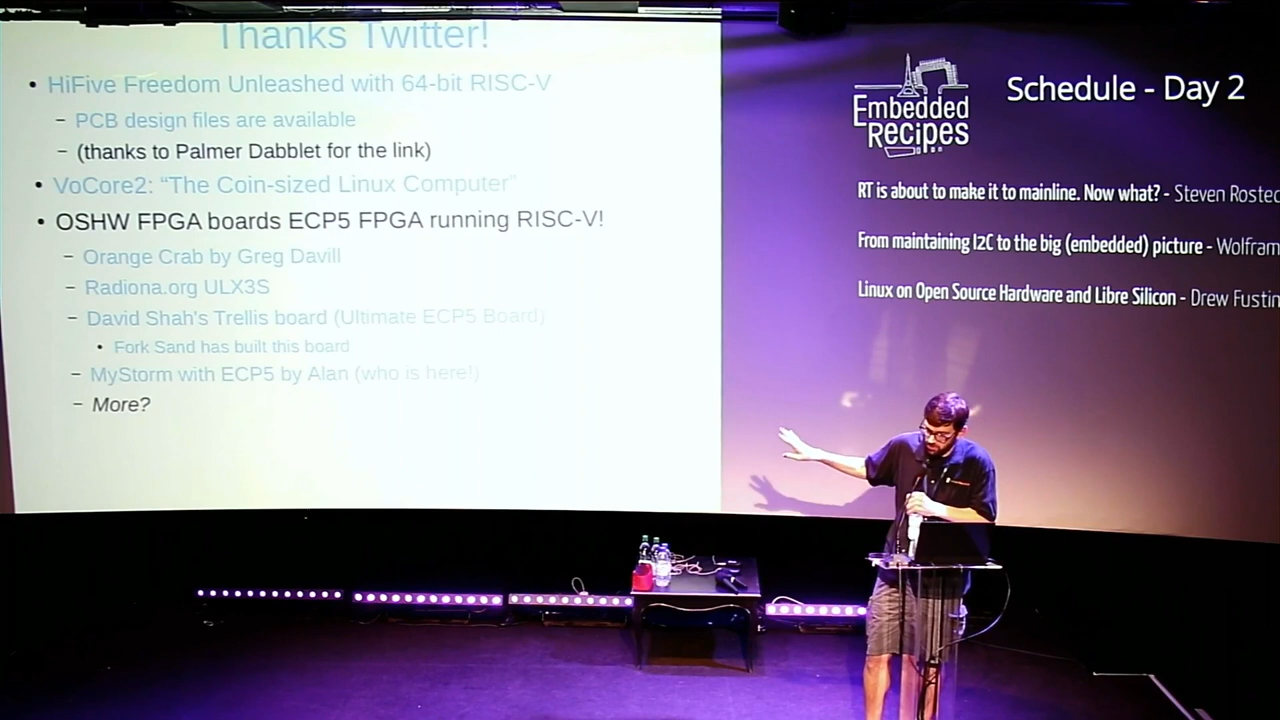 Thanks Twitter!
• HiFive Freedom Unleashed with 64-bit RISC-V
– PCB design files are available
– (thanks to Palmer Dabblet for the link)
• VoCore2: “The Coin-sized Linux Computer”
• OSHW FPGA boards ECP5 FPGA running RISC-V!
– Orange Crab by Greg Davill
– Radiona.org ULX3S
– David Shah's Trellis board (Ultimate ECP5 Board)
• Fork Sand has built this board
– MyStorm with ECP5 by Alan (who is here!)
– More?
Embedded
Recipes
Schedule - Day 2
RT is about to make it to mainline. Now what? - Steven Rosted
From maintaining I2C to the big (embedded) picture - Wolfram
Linux on Open Source Hardware and Libre Silicon - Drew Fustin